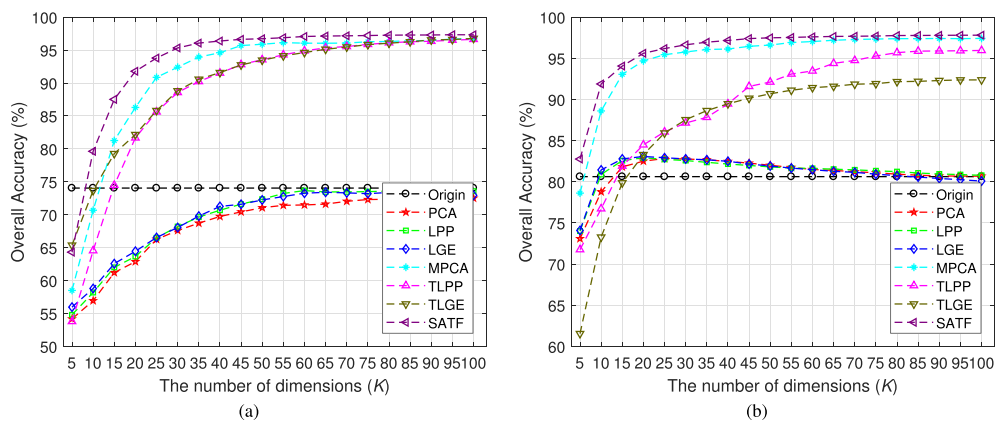 100
95
90
85
80
75
70
65
60
55
50
Overall Accuracy (%)
5 10 15 20 25 30 35 40 45 50 55 60 65 70 75 80 85 90 95 100
The number of dimensions (K)
Origin
PCA
LPP
LGE
MPCA
TLPP
TLGE
SATF
(a)
100
95
90
85
80
75
70
65
60
Overall Accuracy (%)
5 10 15 20 25 30 35 40 45 50 55 60 65 70 75 80 85 90 95 100
The number of dimensions (K)
Origin
PCA
LPP
LGE
MPCA
TLPP
TLGE
SATF
(b)